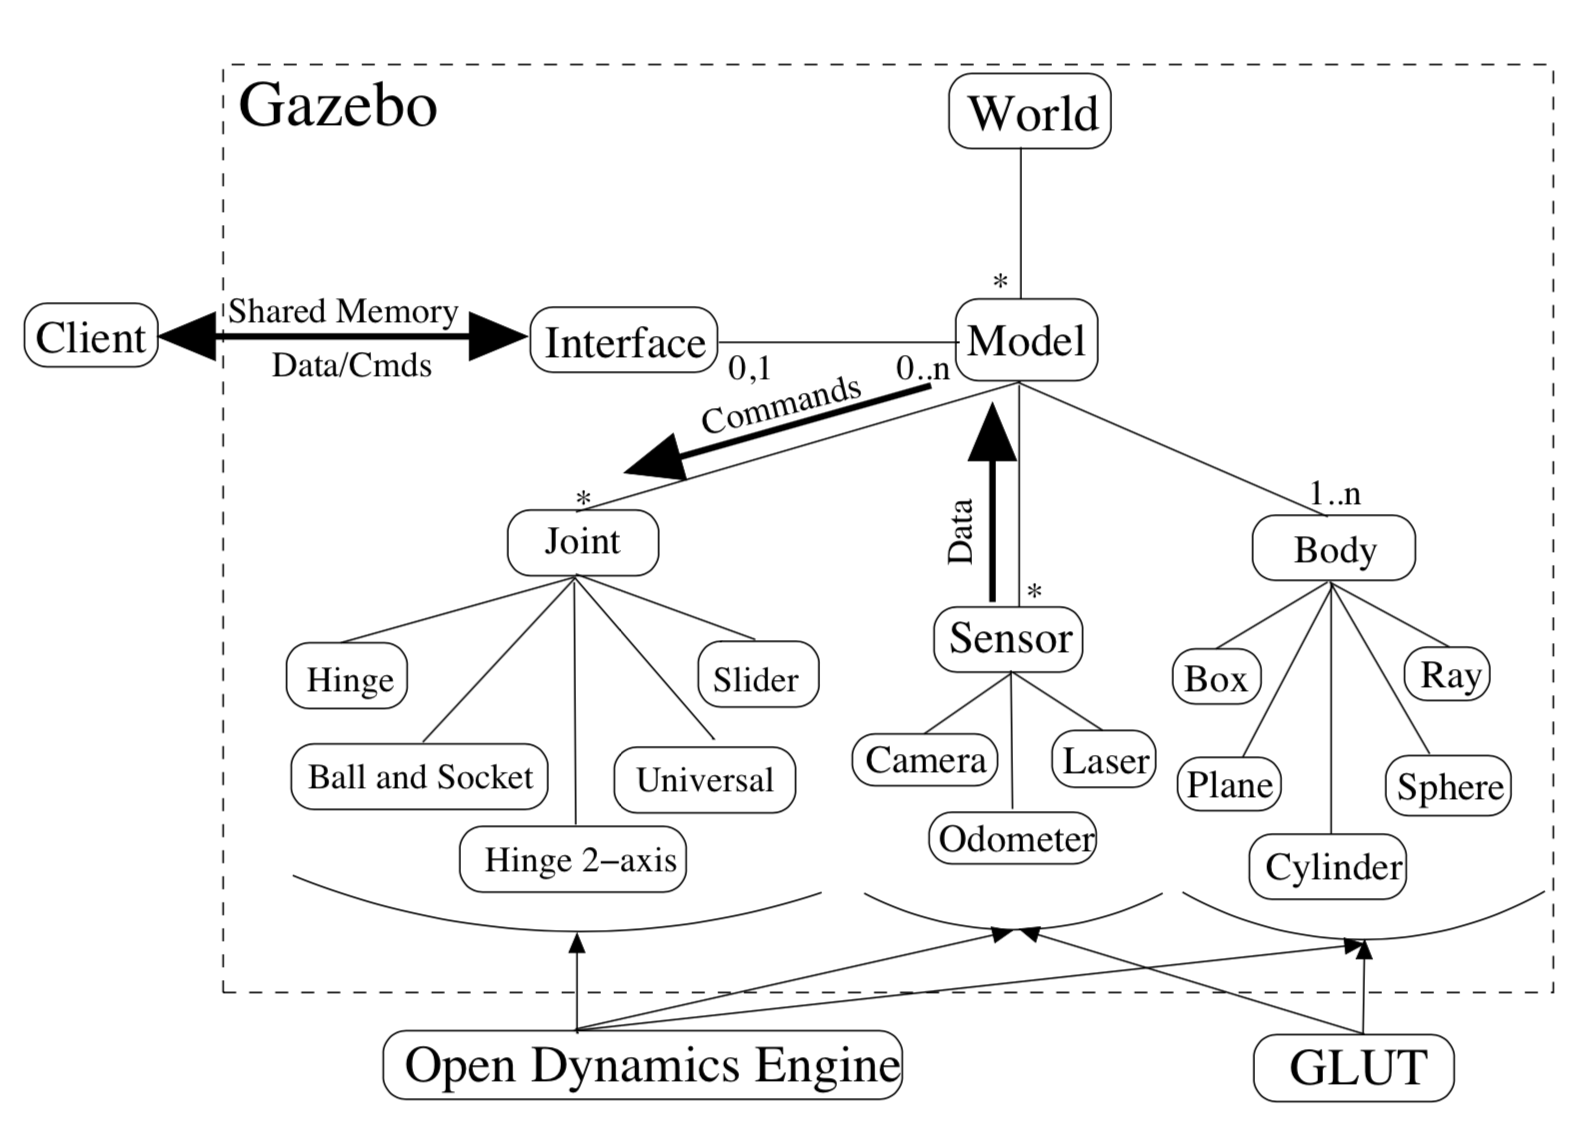 Gazebo
World
*
Client
Shared Memory
Data/Cmds
Interface
0,1
0..n
Model
Commands
Data
*
Joint
*
Sensor
1..n
Body
Hinge
Slider
Ball and Socket
Universal
Hinge 2−axis
Camera
Laser
Odometer
Box
Ray
Plane
Sphere
Cylinder
Open Dynamics Engine
GLUT